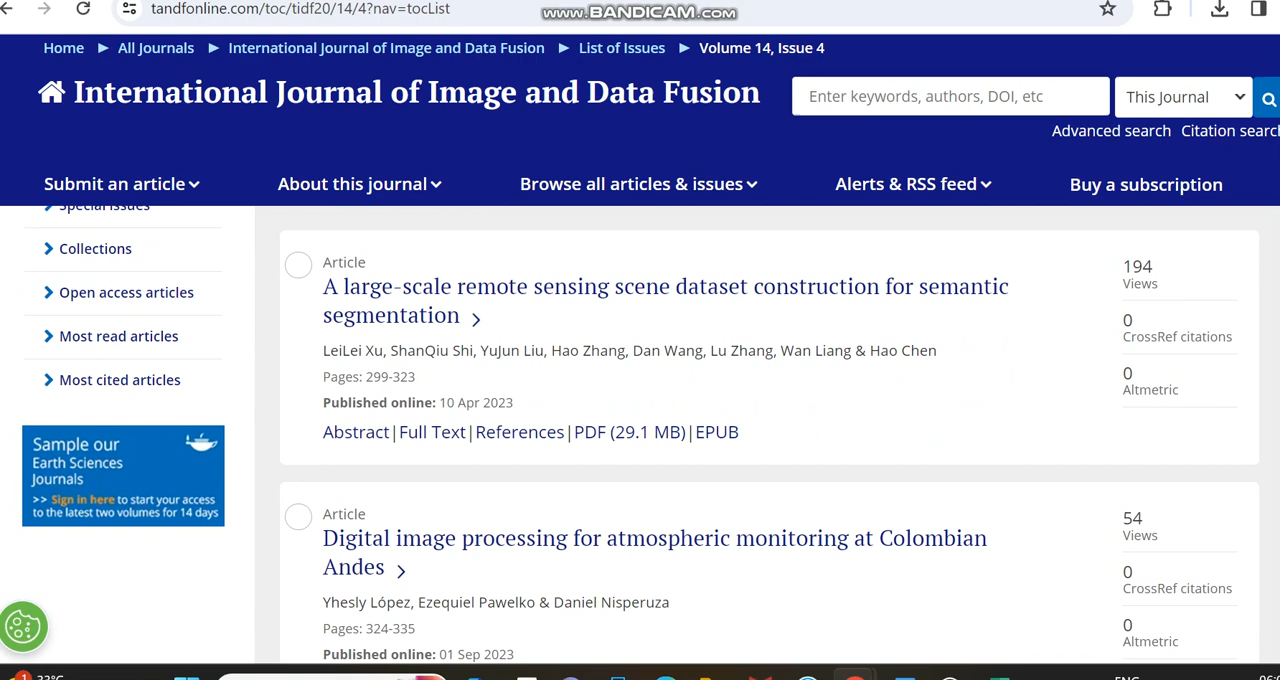 tandfonline.com/toc/tidf20/14/4?nav=tocList
www.BANDICAM.com
Home ▶ All Journals ▶ International Journal of Image and Data Fusion ▶ List of Issues ▶ Volume 14, Issue 4
International Journal of Image and Data Fusion
Enter keywords, authors, DOI, etc
This Journal
Advanced search Citation searc
Submit an article
About this journal
Browse all articles & issues
Alerts & RSS feed
Buy a subscription
Special issues
Collections
Open access articles
Most read articles
Most cited articles
Sample our
Earth Sciences
Journals
>> Sign in here to start your access
to the latest two volumes for 14 days
Article
A large-scale remote sensing scene dataset construction for semantic
segmentation
LeiLei Xu, ShanQiu Shi, YuJun Liu, Hao Zhang, Dan Wang, Lu Zhang, Wan Liang & Hao Chen
Pages: 299-323
Published online: 10 Apr 2023
Abstract|Full Text|References|PDF (29.1 MB)|EPUB
194
Views
0
CrossRef citations
0
Altmetric
Article
Digital image processing for atmospheric monitoring at Colombian
Andes
Yhesly López, Ezequiel Pawelko & Daniel Nisperuza
Pages: 324-335
Published online: 01 Sep 2023
54
Views
0
CrossRef citations
0
Altmetric
1
33°C
ENG